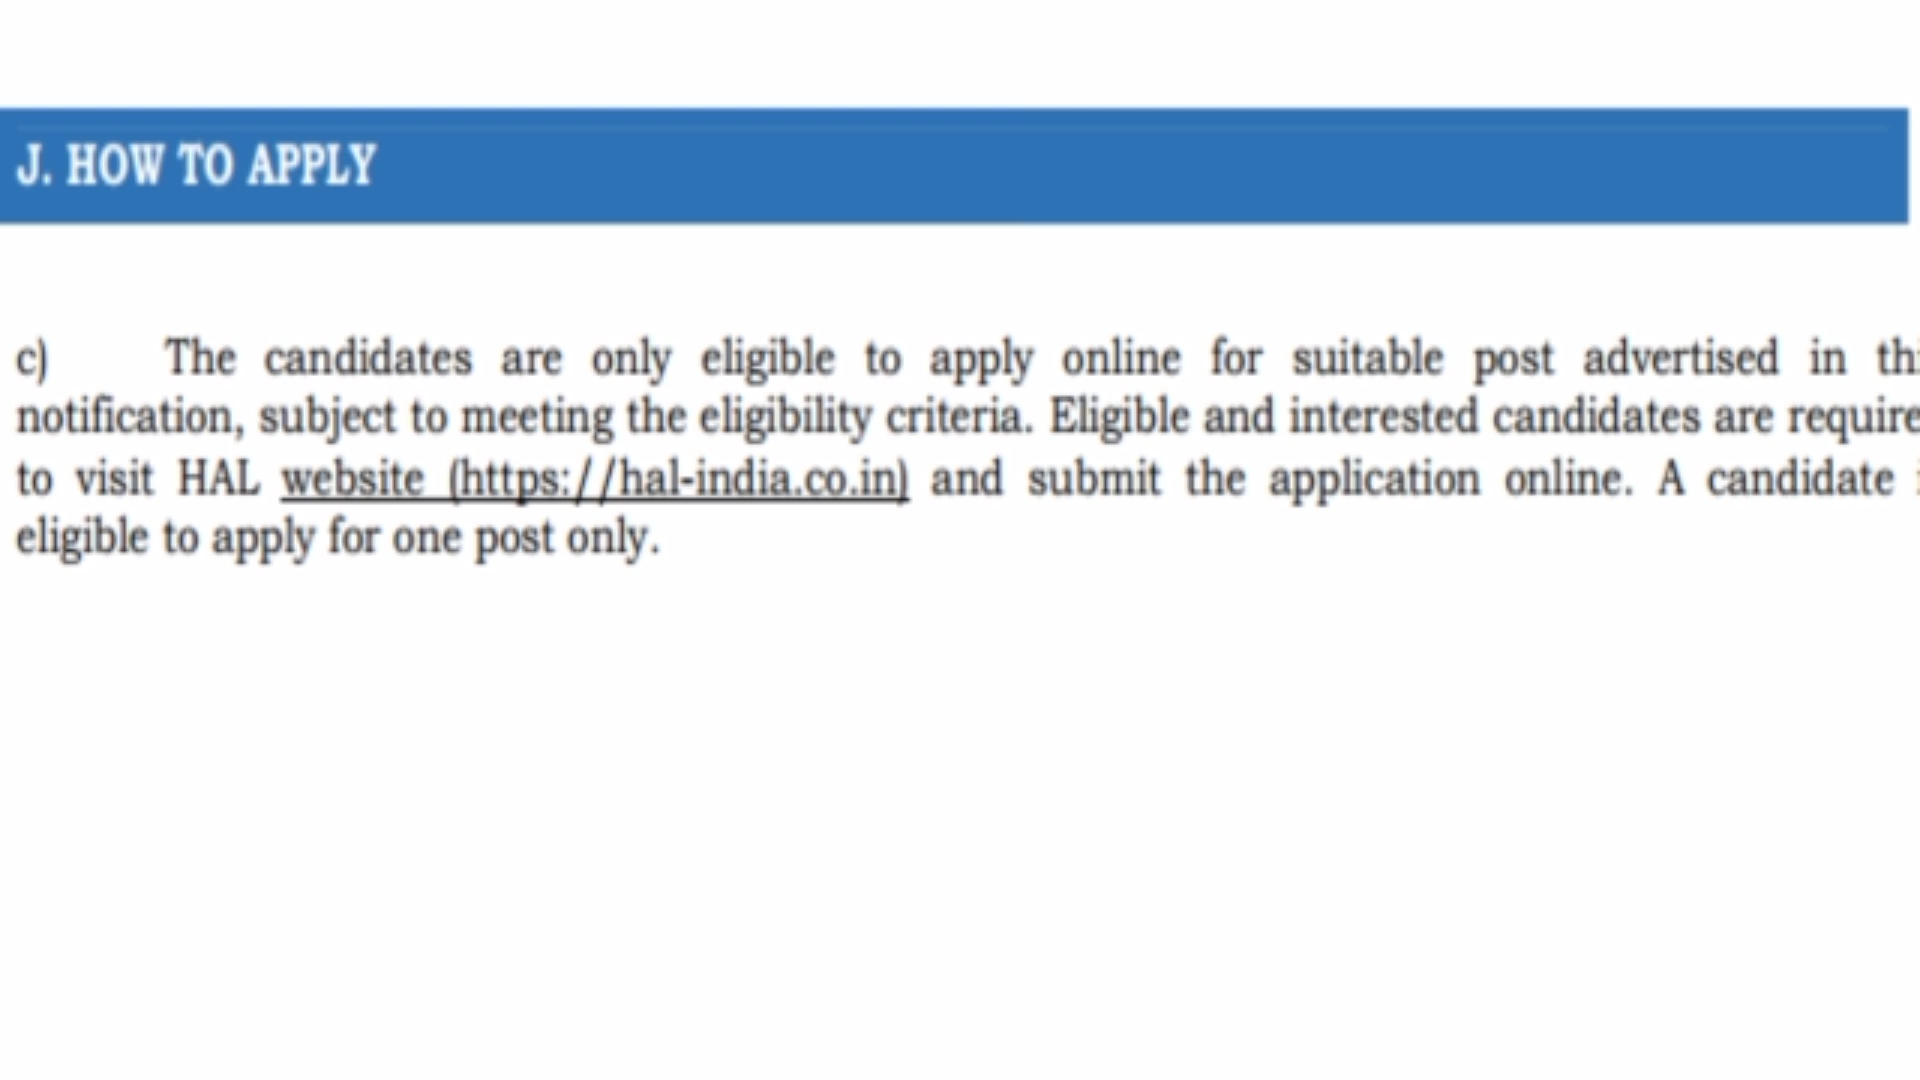 J. HOW TO APPLY
c) The candidates are only eligible to apply online for suitable post advertised in thi
notification, subject to meeting the eligibility criteria. Eligible and interested candidates are require
to visit HAL website (https://hal-india.co.in) and submit the application online. A candidate i
eligible to apply for one post only.